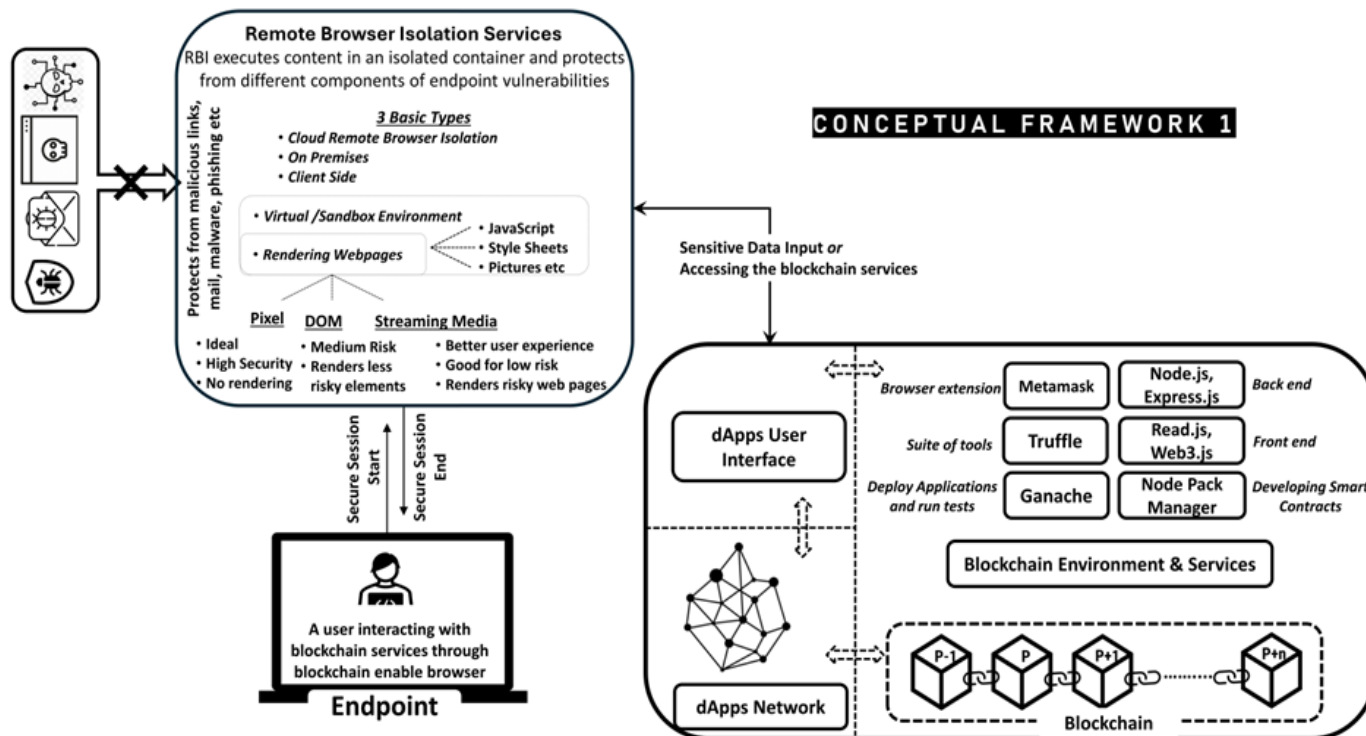 Remote Browser Isolation Services
RBI executes content in an isolated container and protects
from different components of endpoint vulnerabilities
Protects from malicious links,
mail, malware, phishing etc
3 Basic Types
• Cloud Remote Browser Isolation
• On Premises
• Client Side
• Virtual /Sandbox Environment
• Rendering Webpages
• JavaScript
• Style Sheets
• Pictures etc
Pixel
• Ideal
• High Security
• No rendering
DOM
• Medium Risk
• Renders less
risky elements
Streaming Media
• Better user experience
• Good for low risk
• Renders risky web pages
CONCEPTUAL FRAMEWORK 1
Sensitive Data Input or
Accessing the blockchain services
Secure Session
Start
Secure Session
End
A user interacting with
blockchain services through
blockchain enable browser
Endpoint
dApps User
Interface
dApps Network
Browser extension
Metamask
Node.js,
Express.js
Back end
Suite of tools
Truffle
Read.js,
Web3.js
Front end
Deploy Applications
and run tests
Ganache
Node Pack
Manager
Developing Smart
Contracts
Blockchain Environment & Services
P-1
P
P+1
P+n
Blockchain